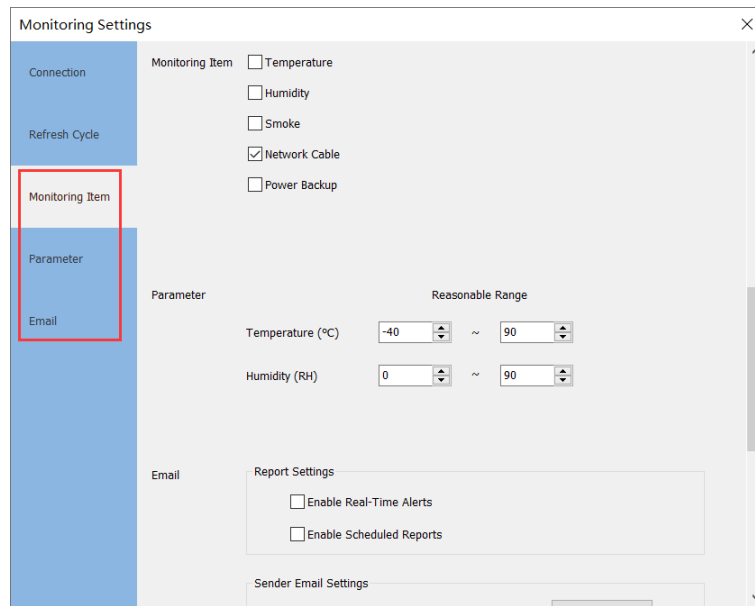 Monitoring Settings
Connection
Refresh Cycle
Monitoring Item
Parameter
Email
Monitoring Item
Temperature
Humidity
Smoke
Network Cable
Power Backup
Parameter
Reasonable Range
Temperature (°C) -40 ~ 90
Humidity (RH) 0 ~ 90
Email
Report Settings
Enable Real-Time Alerts
Enable Scheduled Reports
Sender Email Settings